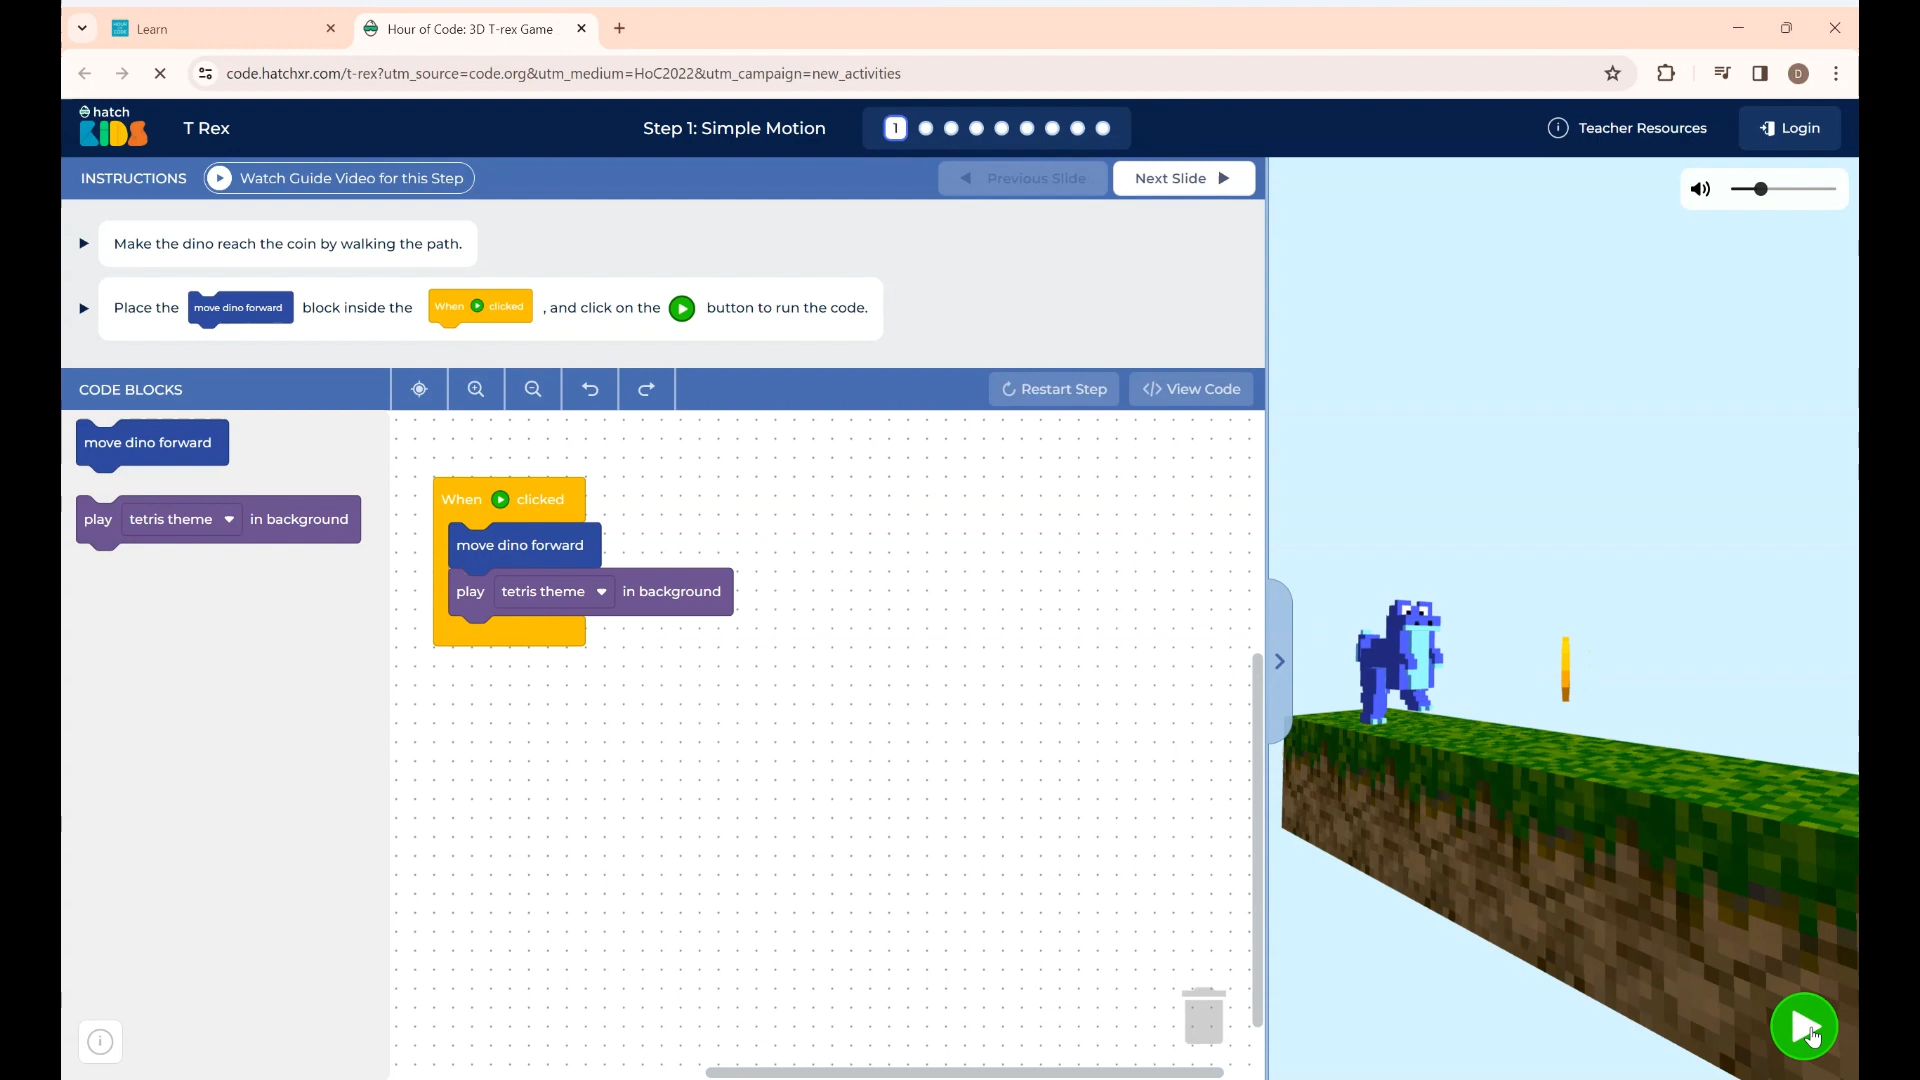 Learn
Hour of Code: 3D T-rex Game
code.hatchxr.com/t-rex?utm_source=code.org&utm_medium=HoC2022&utm_campaign=new_activities
D
hatch
KIDS
T Rex
Step 1: Simple Motion
1
Teacher Resources
Login
INSTRUCTIONS
Watch Guide Video for this Step
Previous Slide
Next Slide
Make the dino reach the coin by walking the path.
Place the move dino forward block inside the When clicked , and click on the button to run the code.
CODE BLOCKS
Restart Step
</> View Code
move dino forward
play tetris theme in background
When clicked
move dino forward
play tetris theme in background